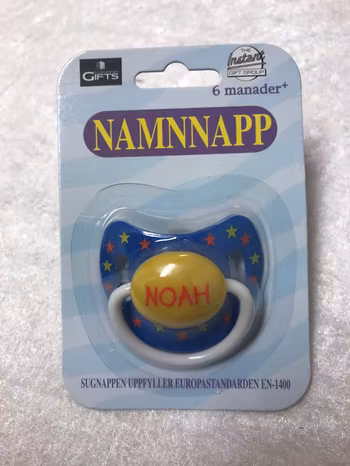 GIFTS
THE
Instant
GIFT GROUP
6 manader+
NAMNNAPP
NOAH
SUGNAPPEN UPPFYLLER EUROPASTANDARDEN EN-1400